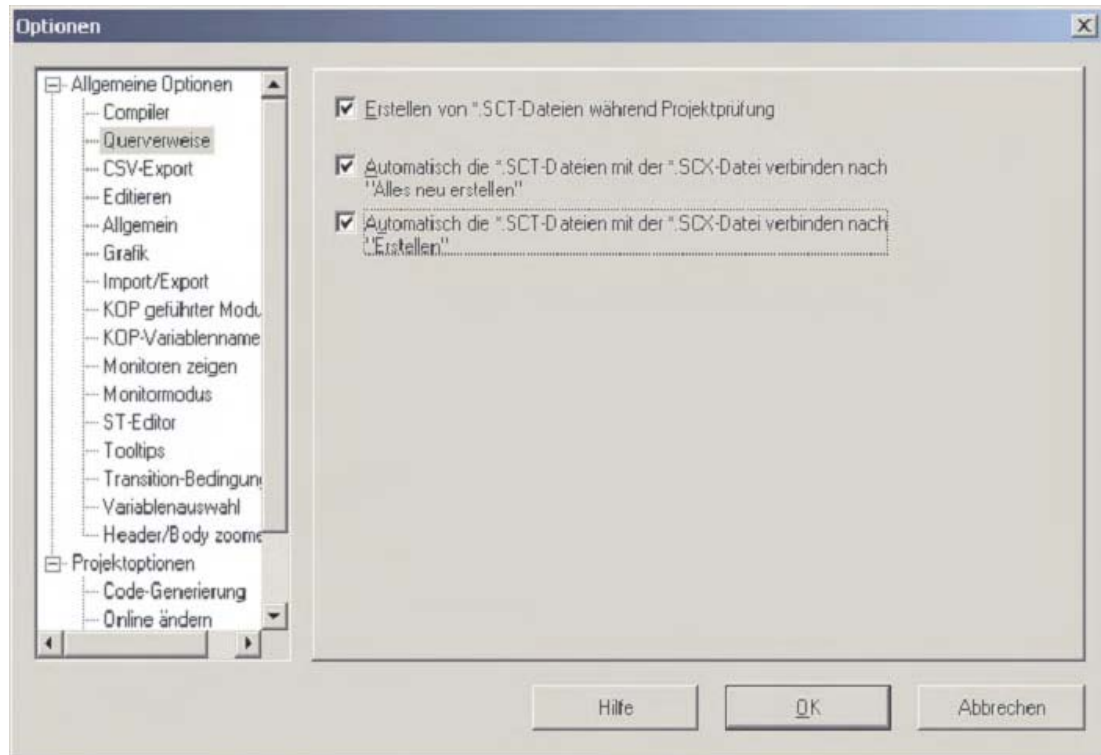 Optionen
Allgemeine Optionen
Compiler
Querverweise
CSV-Export
Editieren
Allgemein
Grafik
Import/Export
KOP geführter Modu
KOP-Variablenname
Monitoren zeigen
Monitormodus
ST-Editor
Tooltips
Transition-Bedingung
Variablenauswahl
Header/Body zoome
Projektoptionen
Code-Generierung
Online ändern
Erstellen von *.SCT-Dateien während Projektprüfung
Automatisch die *.SCT-Dateien mit der *.SCX-Datei verbinden nach
"Alles neu erstellen"
Automatisch die *.SCT-Dateien mit der *.SCX-Datei verbinden nach
"Erstellen"
Hilfe
OK
Abbrechen